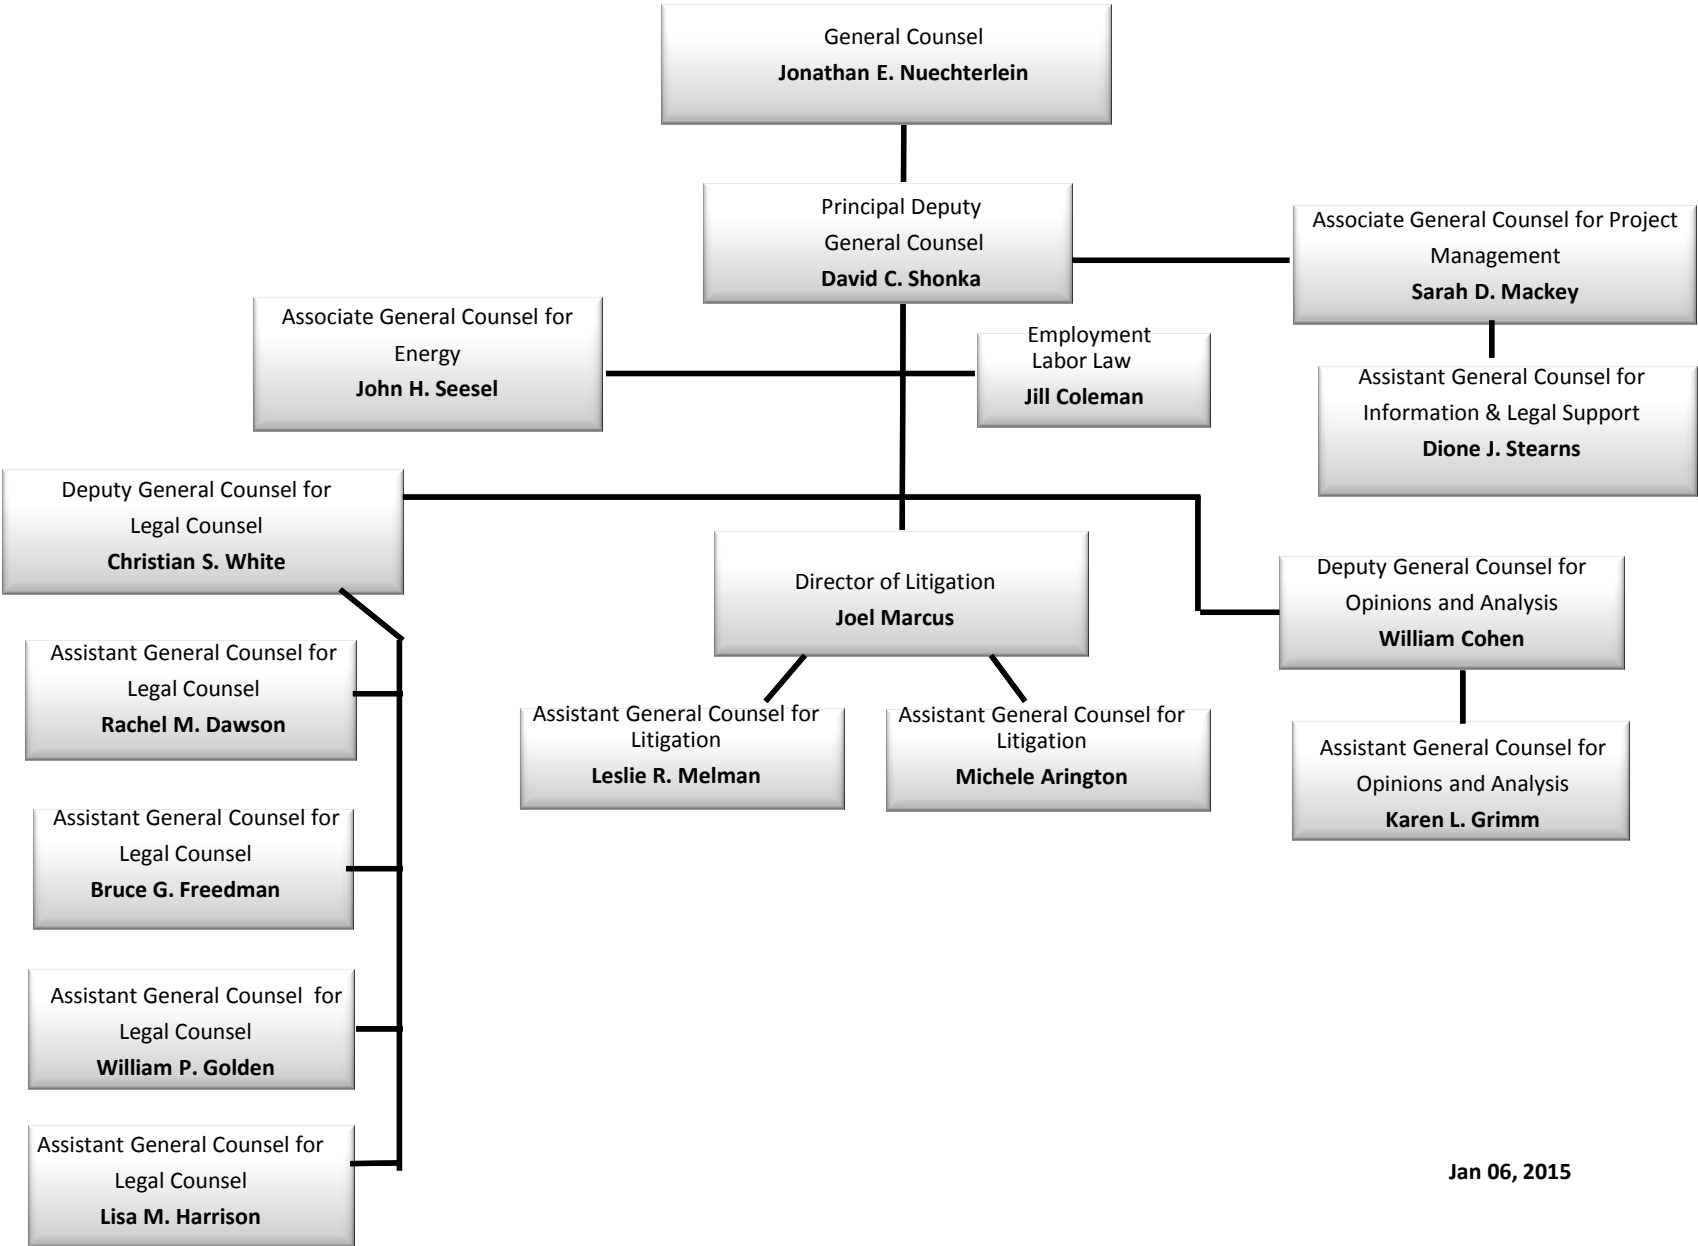 General Counsel
Jonathan E. Nuechterlein
Principal Deputy
General Counsel
David C. Shonka
Associate General Counsel for Project
Management
Sarah D. Mackey
Associate General Counsel for
Energy
John H. Seesel
Employment
Labor Law
Jill Coleman
Assistant General Counsel for
Information & Legal Support
Dione J. Stearns
Deputy General Counsel for
Legal Counsel
Christian S. White
Director of Litigation
Joel Marcus
Deputy General Counsel for
Opinions and Analysis
William Cohen
Assistant General Counsel for
Legal Counsel
Rachel M. Dawson
Assistant General Counsel for
Litigation
Leslie R. Melman
Assistant General Counsel for
Litigation
Michele Arington
Assistant General Counsel for
Opinions and Analysis
Karen L. Grimm
Assistant General Counsel for
Legal Counsel
Bruce G. Freedman
Assistant General Counsel  for
Legal Counsel
William P. Golden
Assistant General Counsel for
Legal Counsel
Lisa M. Harrison
Jan 06, 2015